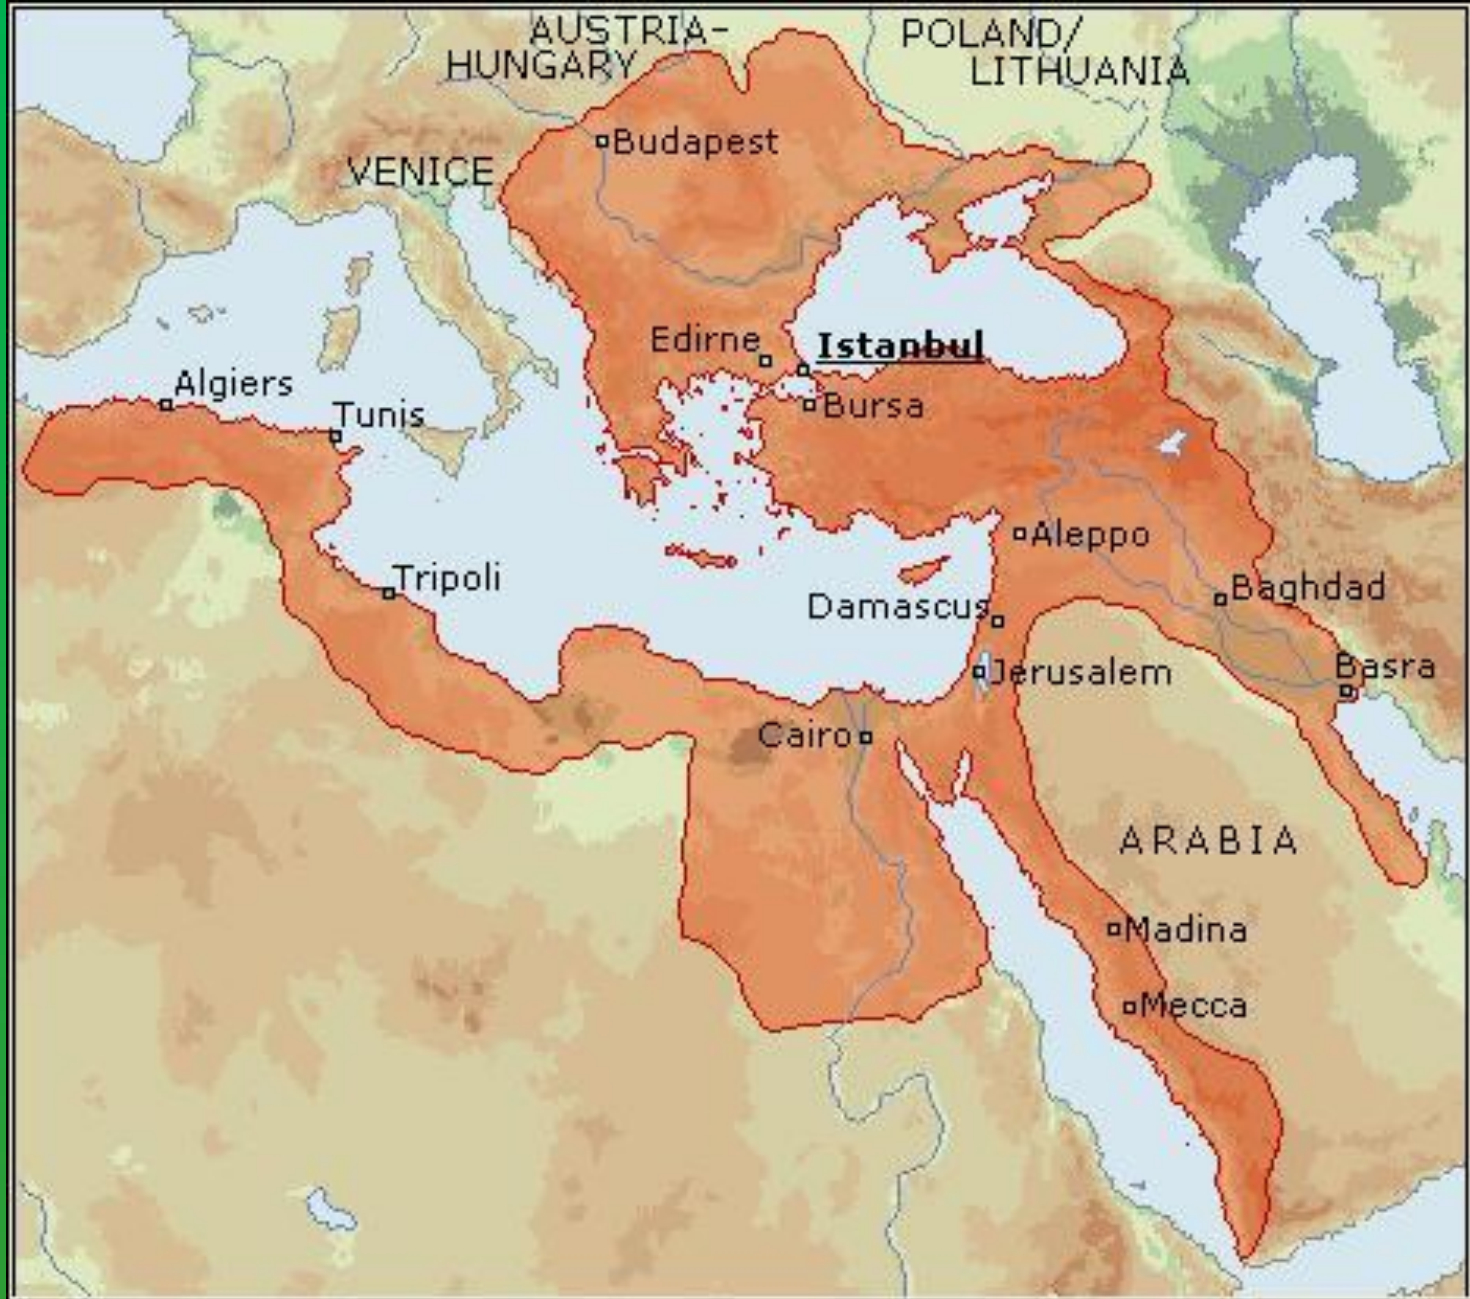 AUSTRIA-
HUNGARY
POLAND/
LITHUANIA
Budapest
VENICE
Edirne
Istanbul
Algiers
Bursa
Tunis
Aleppo
Tripoli
Baghdad
Damascus
Basra
Jerusalem
Cairo
ARABIA
Madina
Mecca